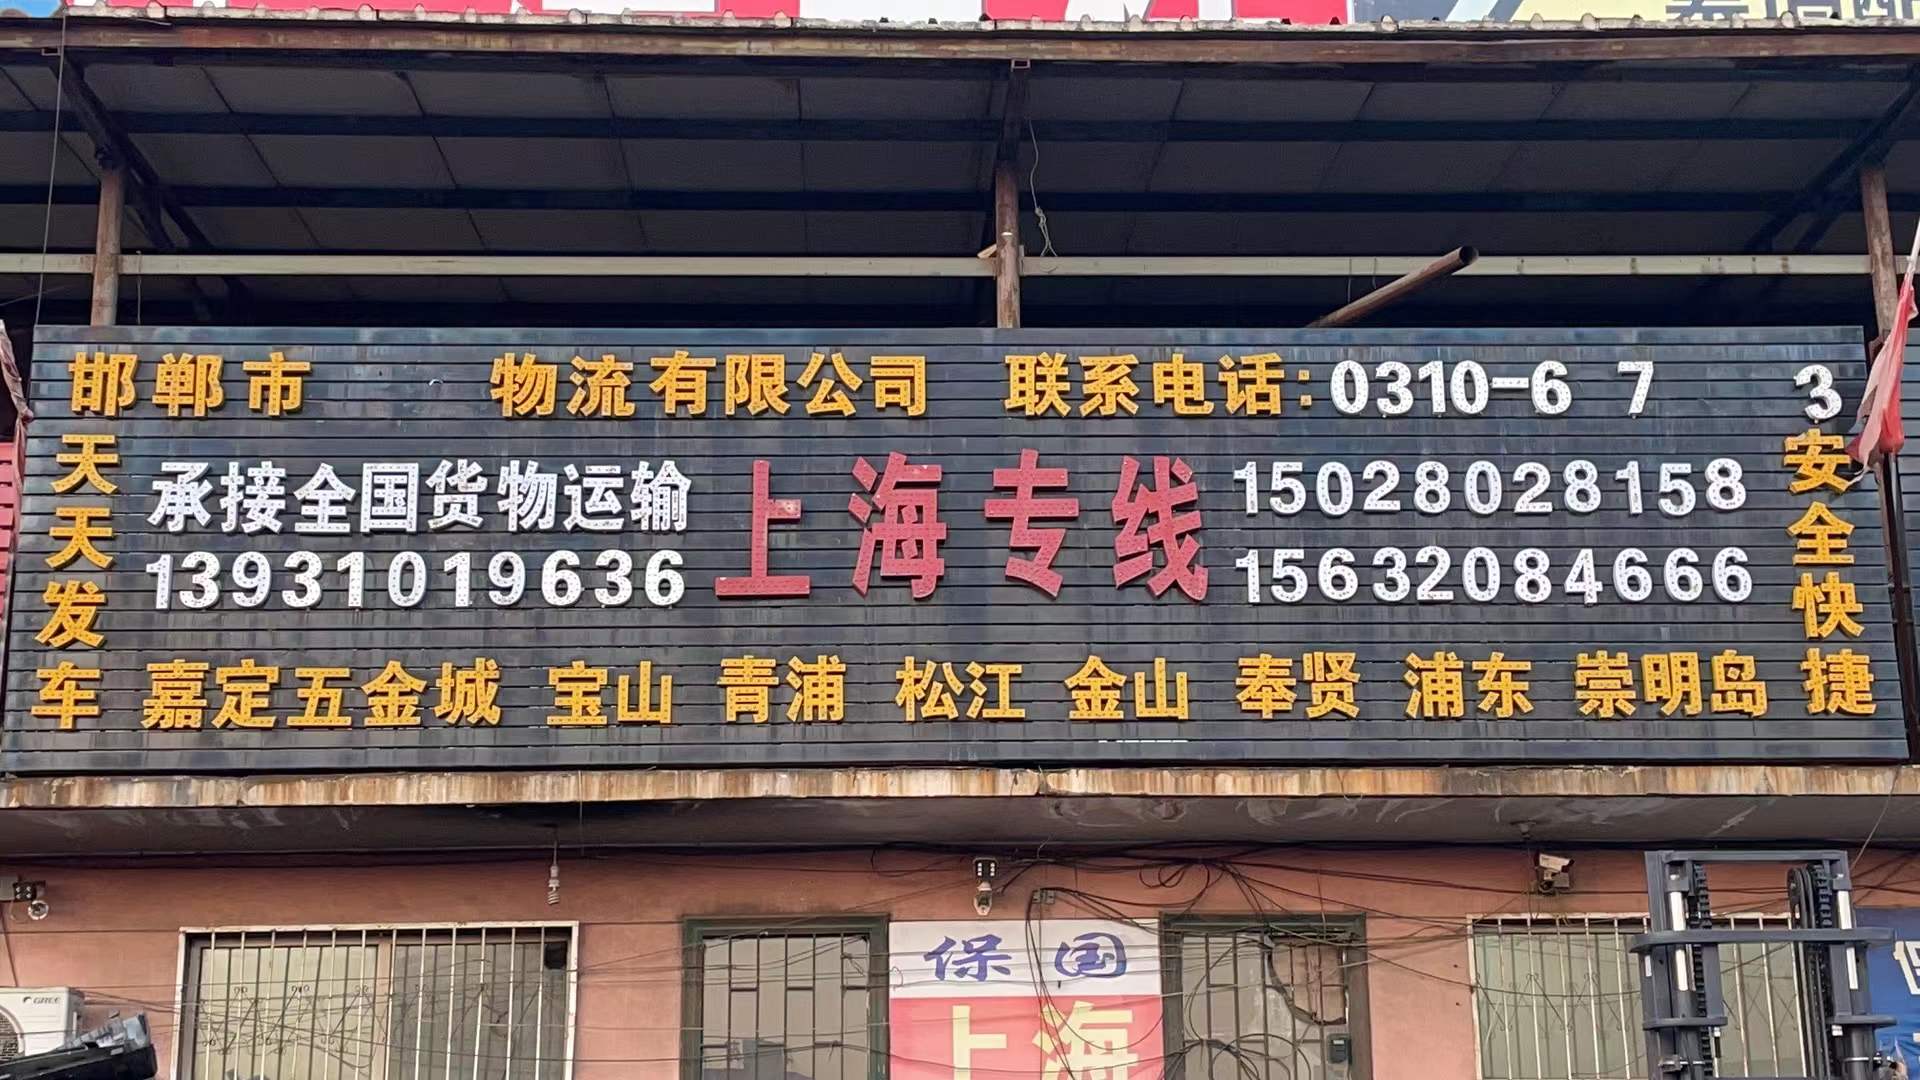 邯郸市 物流有限公司 联系电话:0310-6 7 3
天天发车
承接全国货物运输
13931019636
上海专线
15028028158
15632084666
安全快捷
嘉定五金城 宝山 青浦 松江 金山 奉贤 浦东 崇明岛
保国
上海
GREE